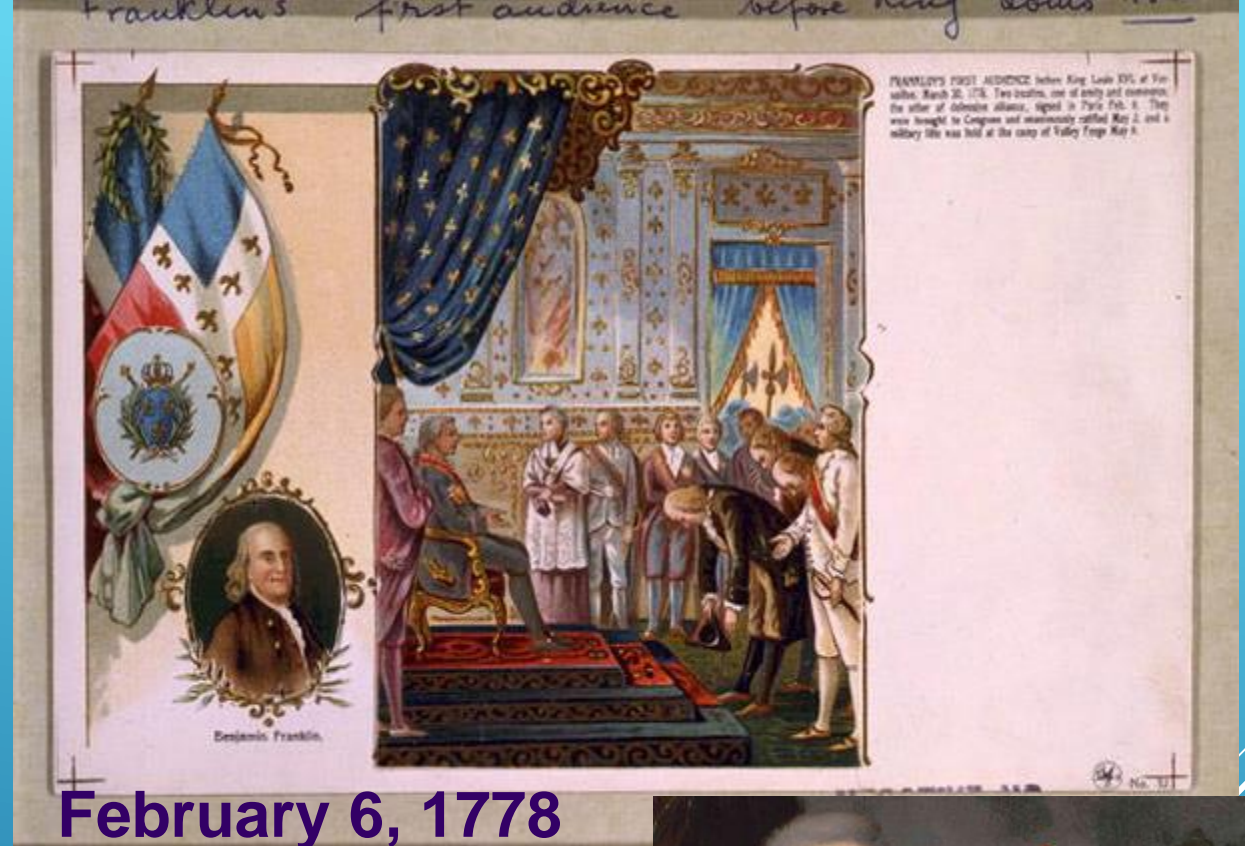 Franklin's first audience before King Louis
FRANKLIN'S FIRST AUDIENCE before King Louis XVI. at Ver-
sailles, March 20, 1778. Two treaties, one of amity and commerce,
the other of defensive alliance, signed in Paris Feb. 6. They
were brought to Congress and unanimously ratified May 2, and a
military fête was held at the camp of Valley Forge May 6.
Benjamin Franklin.
No.
February 6, 1778